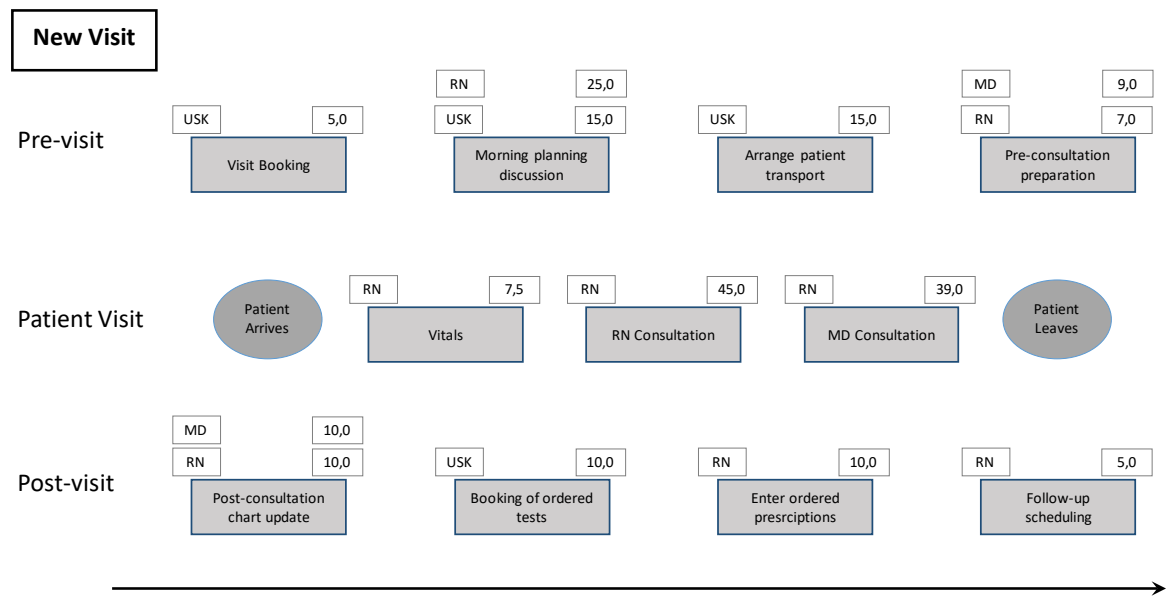 New Visit
Pre-visit
USK 5,0
Visit Booking
RN 25,0
USK 15,0
Morning planning
discussion
USK 15,0
Arrange patient
transport
MD 9,0
RN 7,0
Pre-consultation
preparation
Patient Visit
Patient
Arrives
RN 7,5
Vitals
RN 45,0
RN Consultation
RN 39,0
MD Consultation
Patient
Leaves
Post-visit
MD 10,0
RN 10,0
Post-consultation
chart update
USK 10,0
Booking of ordered
tests
RN 10,0
Enter ordered
presrciptions
RN 5,0
Follow-up
scheduling